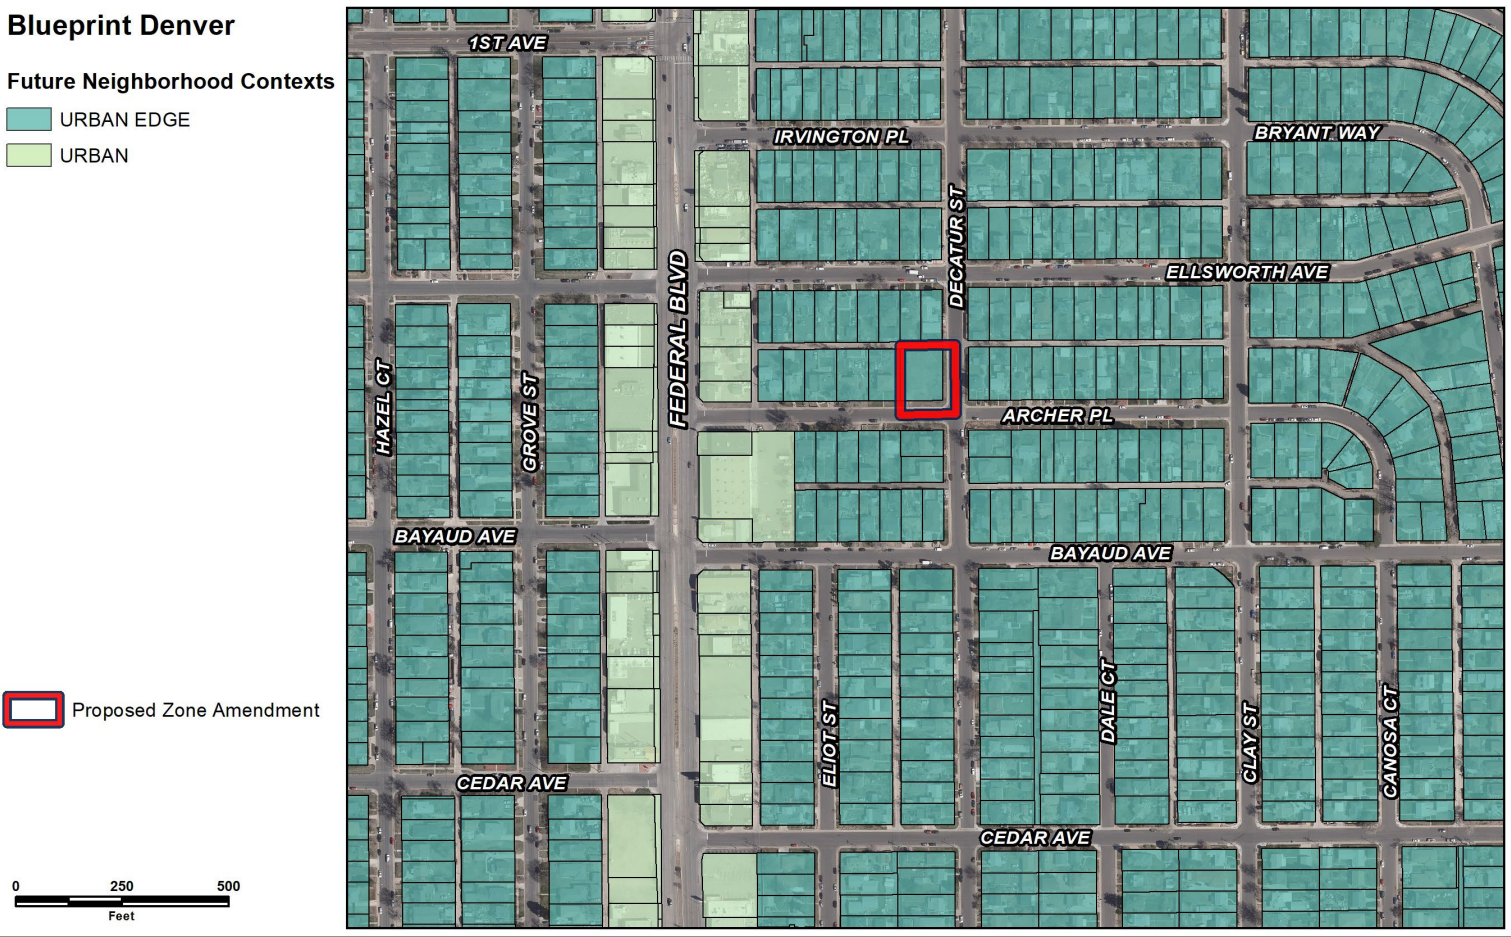 Blueprint Denver
Future Neighborhood Contexts
URBAN EDGE
URBAN
Proposed Zone Amendment
0 250 500
Feet
1ST AVE
IRVINGTON PL
BRYANT WAY
DECATUR ST
FEDERAL BLVD
ELLSWORTH AVE
HAZEL CT
GROVE ST
ARCHER PL
BAYAUD AVE
BAYAUD AVE
ELIOT ST
DALE CT
CLAY ST
CANOSA CT
CEDAR AVE
CEDAR AVE